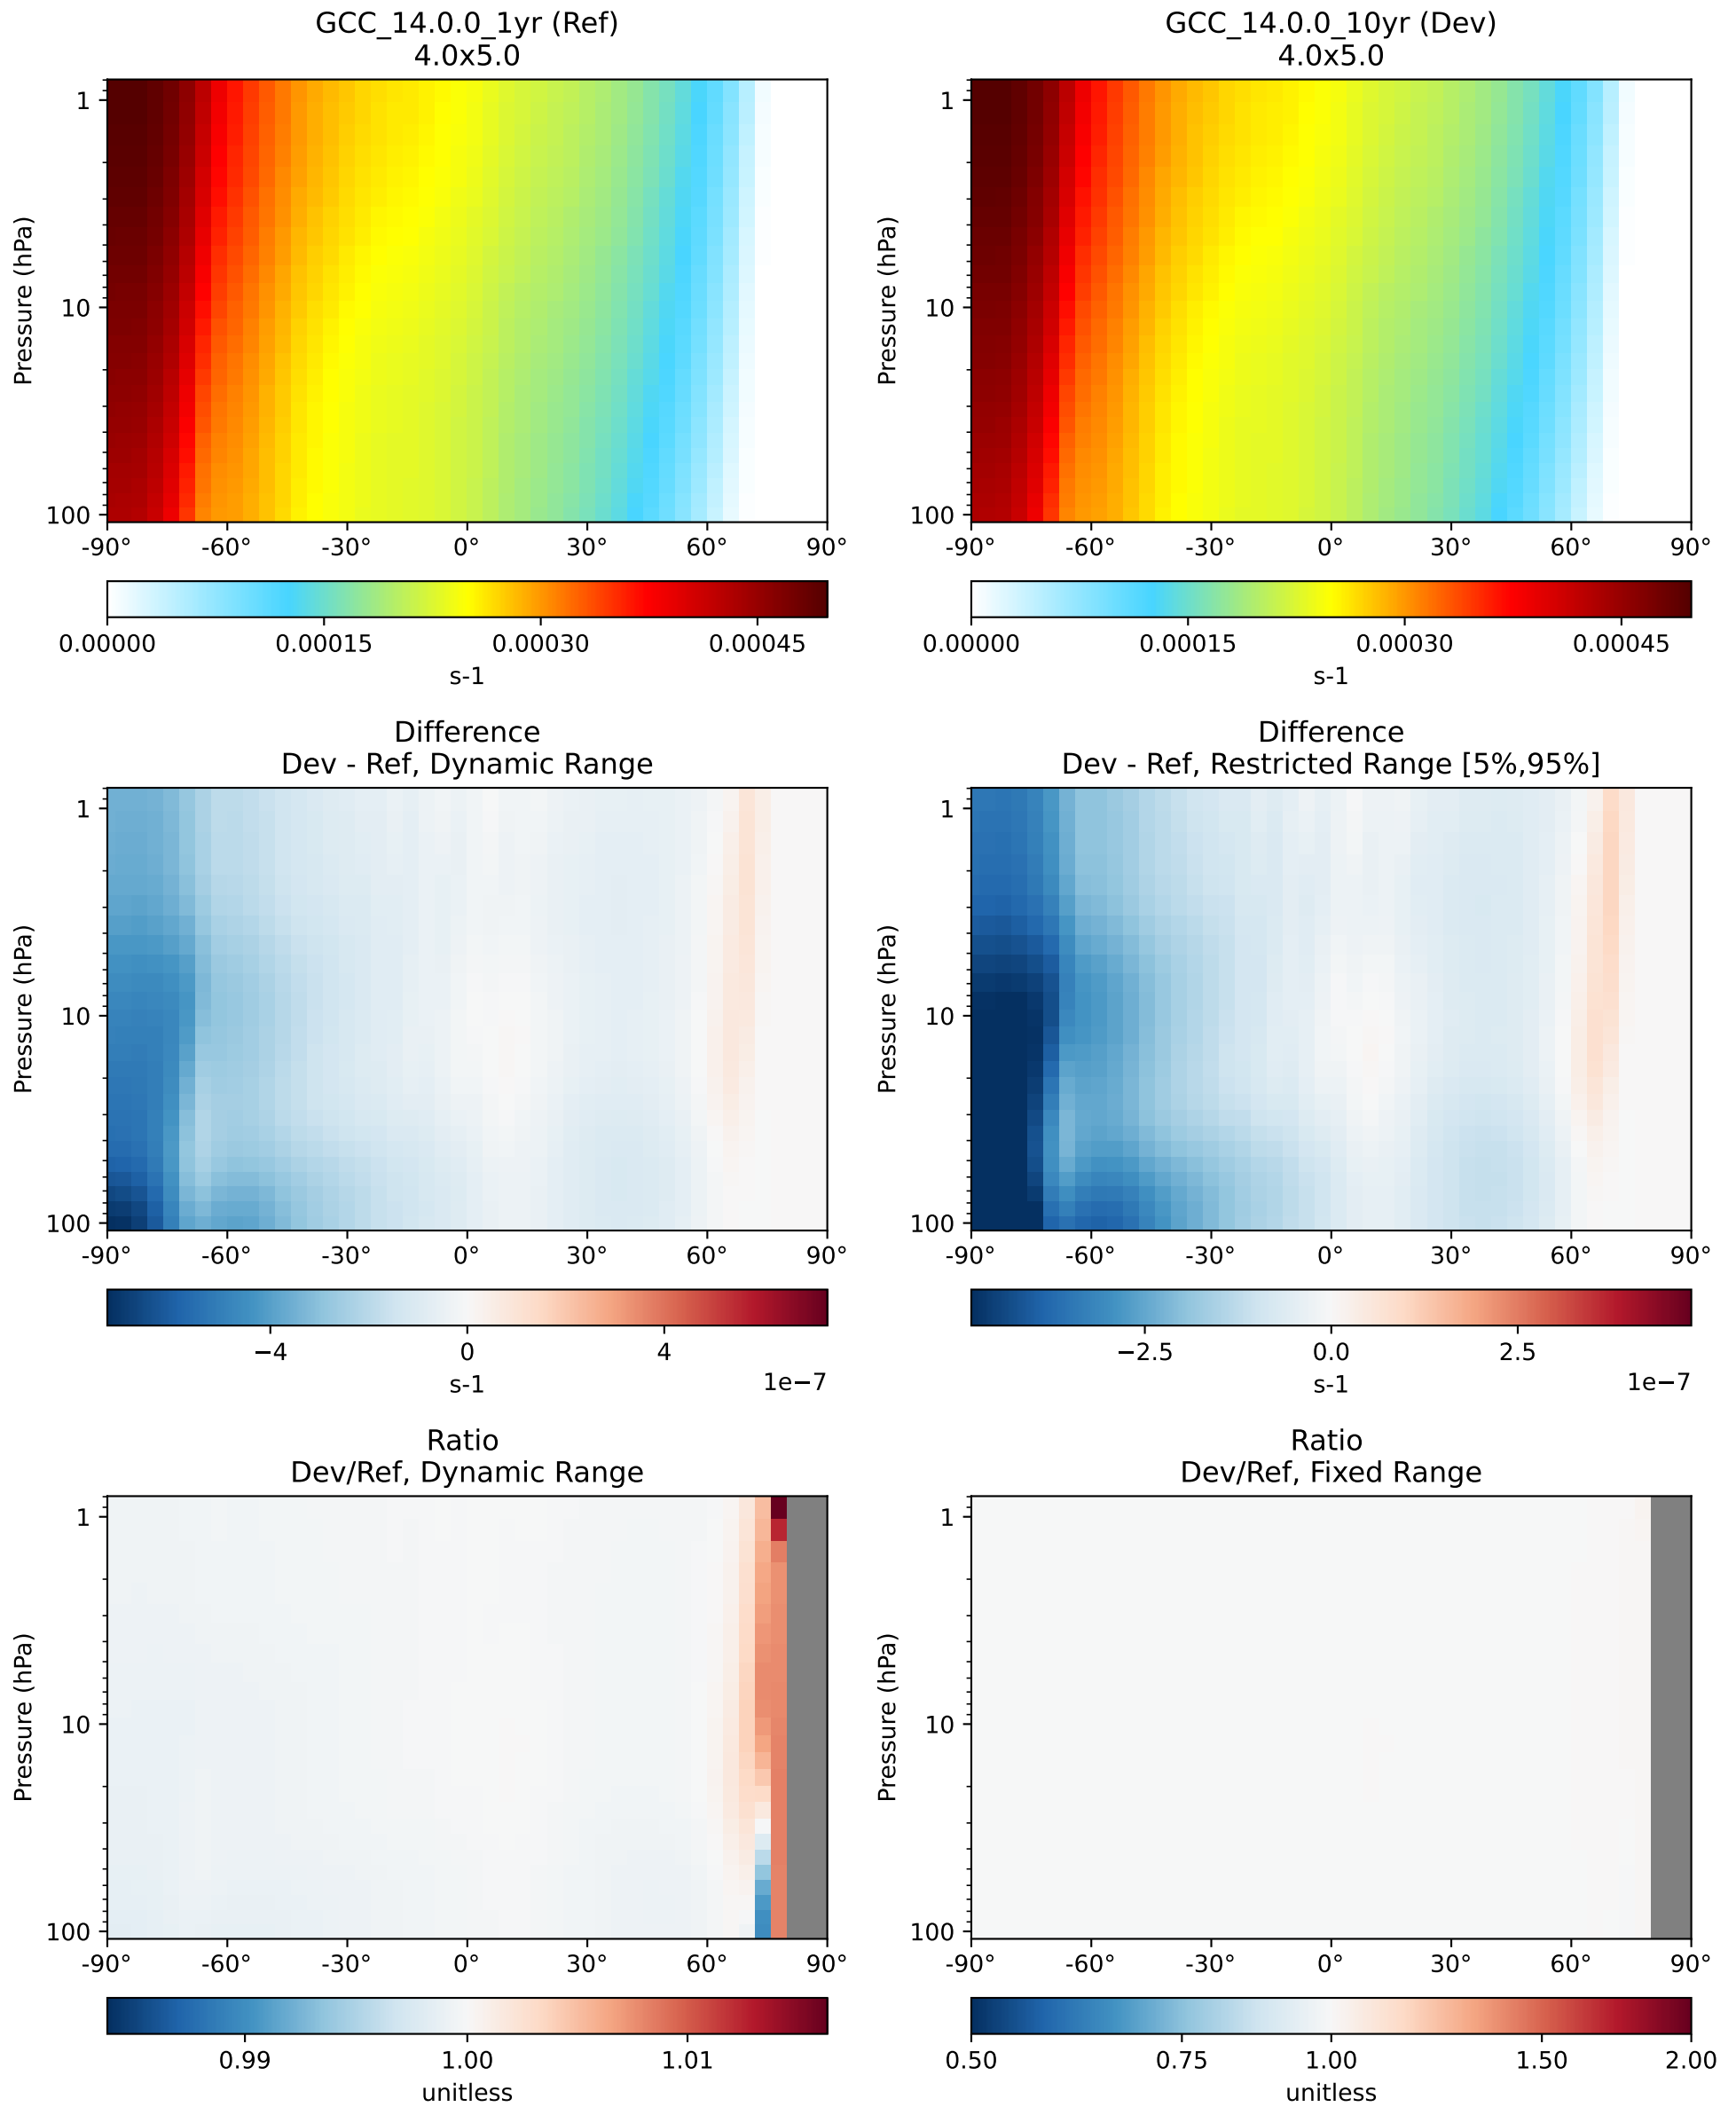 GCC_14.0.0_1yr (Ref)
4.0x5.0
Pressure (hPa)
1
10
100
-90° -60° -30° 0° 30° 60° 90°
0.00000 0.00015 0.00030 0.00045
s-1
GCC_14.0.0_10yr (Dev)
4.0x5.0
Pressure (hPa)
1
10
100
-90° -60° -30° 0° 30° 60° 90°
0.00000 0.00015 0.00030 0.00045
s-1
Difference
Dev - Ref, Dynamic Range
Pressure (hPa)
1
10
100
-90° -60° -30° 0° 30° 60° 90°
−4 0 4
s-1 1e−7
Difference
Dev - Ref, Restricted Range [5%,95%]
Pressure (hPa)
1
10
100
-90° -60° -30° 0° 30° 60° 90°
−2.5 0.0 2.5
s-1 1e−7
Ratio
Dev/Ref, Dynamic Range
Pressure (hPa)
1
10
100
-90° -60° -30° 0° 30° 60° 90°
0.99 1.00 1.01
unitless
Ratio
Dev/Ref, Fixed Range
Pressure (hPa)
1
10
100
-90° -60° -30° 0° 30° 60° 90°
0.50 0.75 1.00 1.50 2.00
unitless